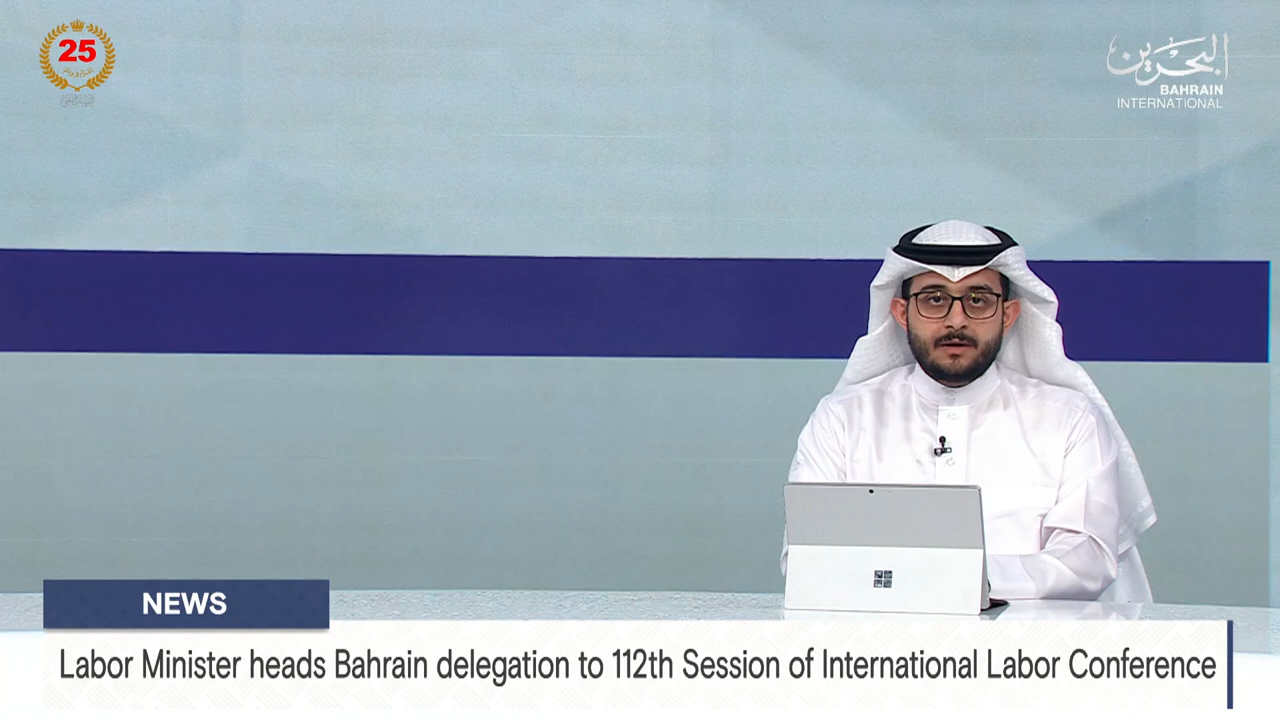 25
البحرين
BAHRAIN
INTERNATIONAL
NEWS
Labor Minister heads Bahrain delegation to 112th Session of International Labor Conference